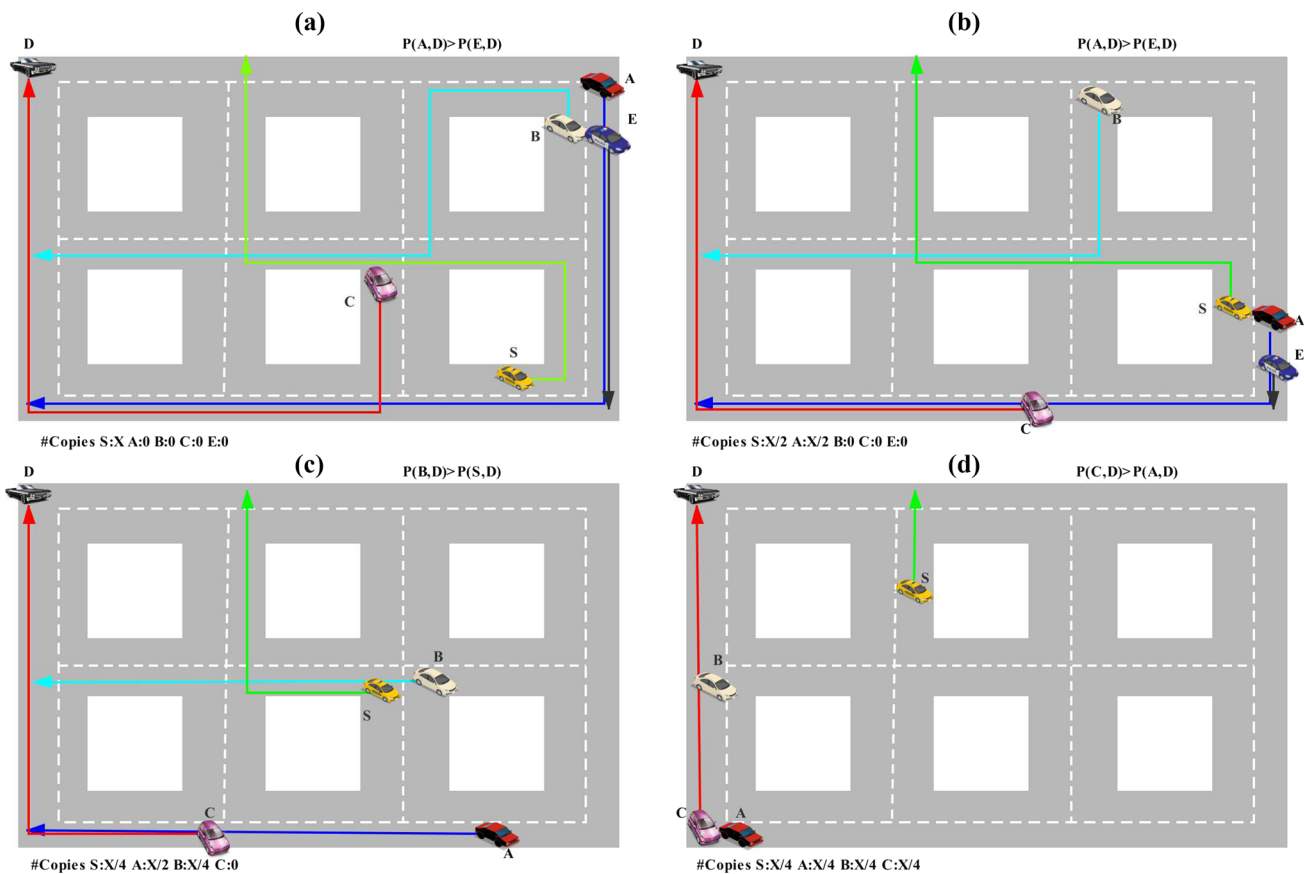 (a)
D
P(A,D)>P(E,D)
A
E
B
C
S
#Copies S:X A:0 B:0 C:0 E:0
(b)
D
P(A,D)>P(E,D)
B
S
A
E
C
#Copies S:X/2 A:X/2 B:0 C:0 E:0
(c)
D
P(B,D)>P(S,D)
B
S
C
A
#Copies S:X/4 A:X/2 B:X/4 C:0
(d)
D
P(C,D)>P(A,D)
S
B
C
A
#Copies S:X/4 A:X/4 B:X/4 C:X/4